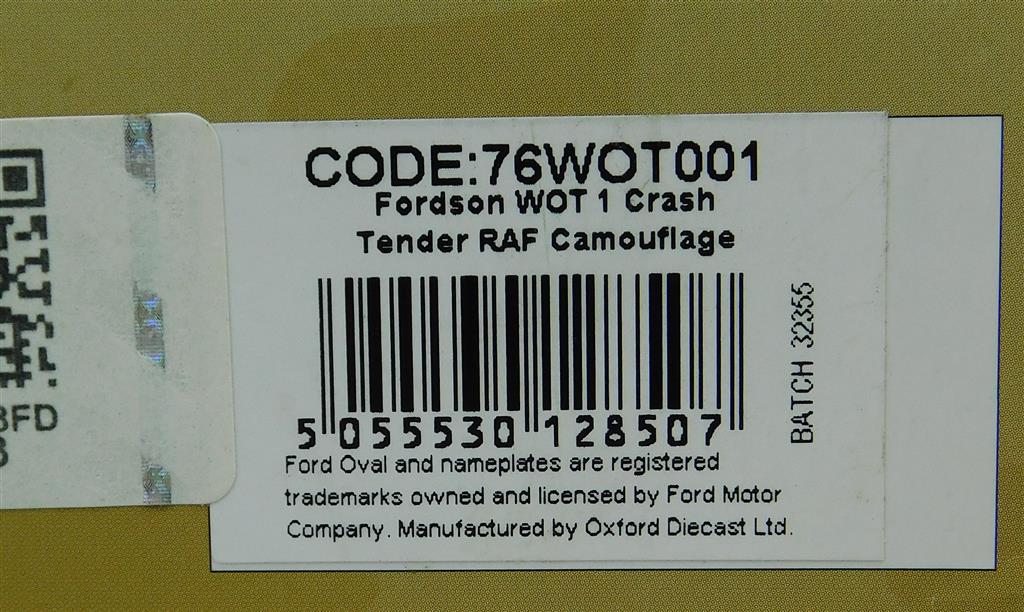 CODE:76WOT001
Fordson WOT 1 Crash
Tender RAF Camouflage
5 055530 128507
BATCH 32355
Ford Oval and nameplates are registered
trademarks owned and licensed by Ford Motor
Company. Manufactured by Oxford Diecast Ltd.